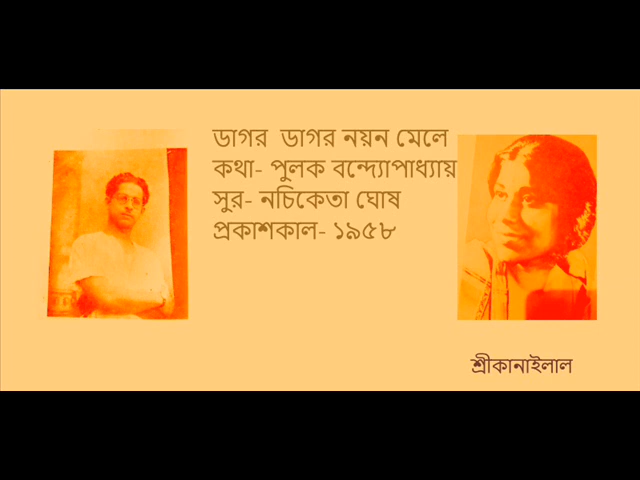 ডাগর ডাগর নয়ন মেলে
কথা- পুলক বন্দ্যোপাধ্যায়
সুর- নচিকেতা ঘোষ
প্রকাশকাল- ১৯৫৮
শ্রীকানাইলাল